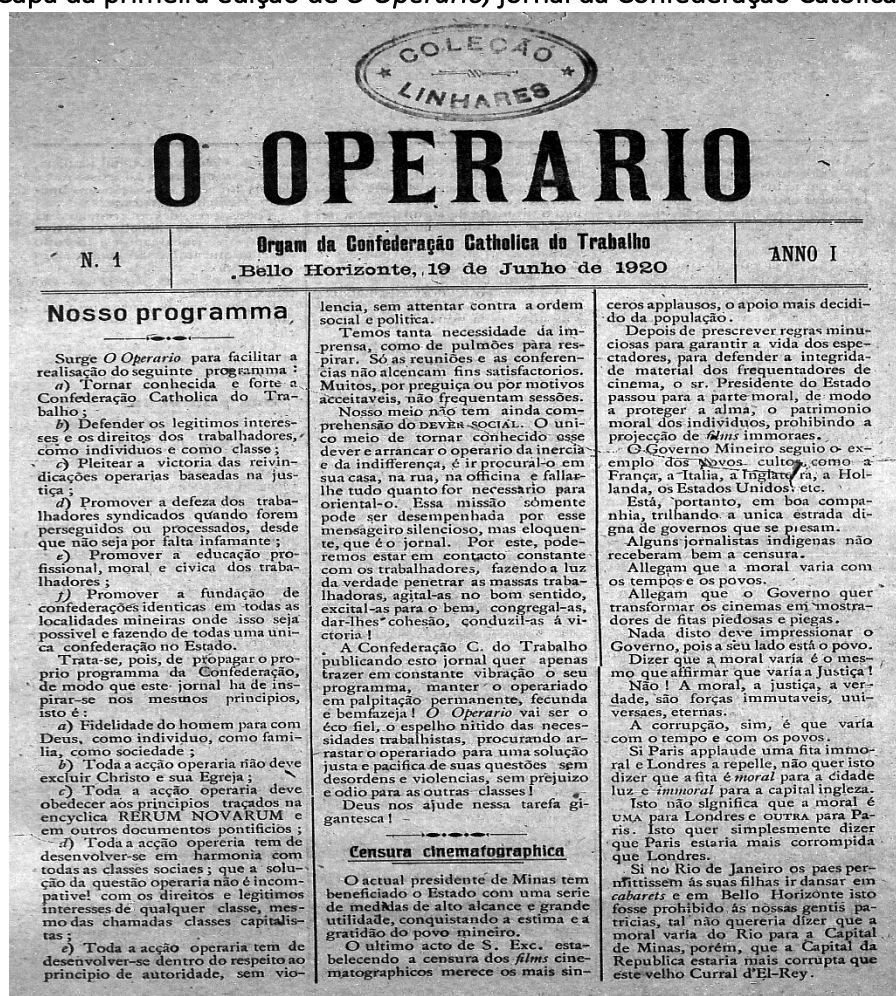 Capa da primeira edição de O Operário, jornal da Confederação Católica
COLEÇÃO
LINHARES
O OPERARIO
N. 1
Orgam da Confederação Catholica do Trabalho
Bello Horizonte, 19 de Junho de 1920
ANNO I
Nosso programma
Surge O Operario para facilitar a
realisação do seguinte programma :
a) Tornar conhecida e forte a
Confederação Catholica do Tra-
balho ;
b) Defender os legitimos interes-
ses e os direitos dos trabalhadores,
como individuos e como classe ;
c) Pleitear a victoria das reivin-
dicações operarias baseadas na jus-
tiça ;
d) Promover a defeza dos traba-
lhadores syndicados quando forem
perseguidos ou processados, desde
que não seja por falta infamante ;
e) Promover a educação pro-
fissional, moral e civica dos traba-
lhadores ;
f) Promover a fundação de
confederações identicas em todas as
localidades mineiras onde isso seja
possivel e fazendo de todas uma uni-
ca confederação no Estado.
Trata-se, pois, de propagar o pro-
prio programma da Confederação,
de modo que este jornal ha de ins-
pirar-se nos mesmos principios,
isto é :
a) Fidelidade do homem para com
Deus, como individuo, como fami-
lia, como sociedade ;
b) Toda a acção operaria não deve
excluir Christo e sua Egreja ;
c) Toda a acção operaria deve
obedecer aos principios traçados na
encyclica RERUM NOVARUM e
em outros documentos pontificios ;
d) Toda a acção opereria tem de
desenvolver-se em harmonia com
todas as classes sociaes ; que a solu-
ção da questão operaria não é incom-
pativel com os direitos e legitimos
interesses de qualquer classe, mes-
mo das chamadas classes capitalis-
tas ;
e) Toda a acção operaria tem de
desenvolver-se dentro do respeito ao
principio de autoridade, sem vio-
lencia, sem attentar contra a ordem
social e politica.
Temos tanta necessidade da im-
prensa, como de pulmões para res-
pirar. Só as reuniões e as conferen-
cias não alcencam fins satisfactorios.
Muitos, por preguiça ou por motivos
acceitaveis, não frequentam sessões.
Nosso meio não tem ainda com-
prehensão do DEVER SOCIAL. O uni-
co meio de tornar conhecido esse
dever e arrancar o operario da inercia
e da indifferença, é ir procural-o em
sua casa, na rua, na officina e fallar-
lhe tudo quanto for necessario para
oriental-o. Essa missão sómente
pode ser desempenhada por esse
mensageiro silencioso, mas eloquen-
te, que é o jornal. Por este, pode-
remos estar em contacto constante
com os trabalhadores, fazendo a luz
da verdade penetrar as massas traba-
lhadoras, agital-as no bom sentido,
excital-as para o bem, congregal-as,
dar-lhes cohesão, conduzil-as á vi-
ctoria !
A Confederação C. do Trabalho
publicando esto jornal quer apenas
trazer em constante vibração o seu
programma, manter o operariado
em palpitação permanente, fecunda
e bemfazeja ! O Operario vai ser o
éco fiel, o espelho nitido das neces-
sidades trabalhistas, procurando ar-
rastar o operariado para uma solução
justa e pacifica de suas questões sem
desordens e violencias, sem prejuizo
e odio para as outras classes !
Deus nos ajude nessa tarefa gi-
gantesca !
Censura cinematographica
O actual presidente de Minas tem
beneficiado o Estado com uma serie
de medidas de alto alcance e grande
utilidade, conquistando a estima e a
gratidão do povo mineiro.
O ultimo acto de S. Exc. esta-
belecendo a censura dos films cine-
matographicos merece os mais sin-
ceros applausos, o apoio mais decidi-
do da população.
Depois de prescrever regras minu-
ciosas para garantir a vida dos espe-
ctadores, para defender a integrida-
de material dos frequentadores de
cinema, o sr. Presidente do Estado
passou para a parte moral, de modo
a proteger a alma, o patrimonio
moral dos individuos, prohibindo a
projecção de films immoraes.
O Governo Mineiro seguio o ex-
emplo dos povos cultos como a
França, a Italia, a Inglaterra, a Hol-
landa, os Estados Unidos, etc.
Está, portanto, em boa compa-
nhia, trilhando a unica estrada di-
gna de governos que se presam.
Alguns jornalistas indigenas não
receberam bem a censura.
Allegam que a moral varia com
os tempos e os povos.
Allegam que o Governo quer
transformar os cinemas em mostra-
dores de fitas piedosas e piegas.
Nada disto deve impressionar o
Governo, pois a seu lado está o povo.
Dizer que a moral varía é o mes-
mo que affirmar que varía a Justiça !
Não ! A moral, a justiça, a ver-
dade, são forças immutaveis, uni-
versaes, eternas.
A corrupção, sim, é que varía
com o tempo e com os povos.
Si Paris applaude uma fita immo-
ral e Londres a repelle, não quer isto
dizer que a fita é moral para a cidade
luz e immoral para a capital ingleza.
Isto não significa que a moral é
UMA para Londres e OUTRA para Pa-
ris. Isto quer simplesmente dizer
que Paris estaria mais corrompida
que Londres.
Si no Rio de Janeiro os paes per-
mittissem ás suas filhas ir dansar em
cabarets e em Bello Horizonte isto
fosse prohibido ás nossas gentis pa-
tricias, tal não quereria dizer que a
moral varia do Rio para a Capital
de Minas, porém, que a Capital da
Republica estaria mais corrupta que
este velho Curral d'El-Rey.